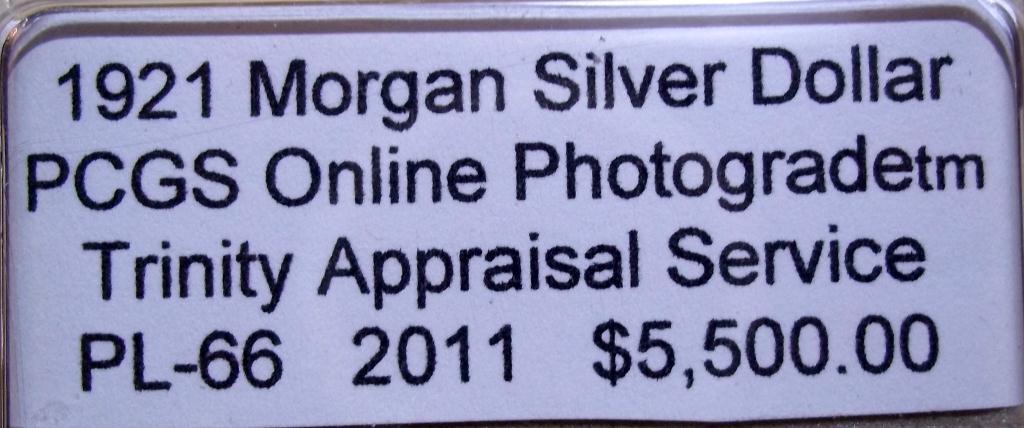 1921 Morgan Silver Dollar
PCGS Online Photogradetm
Trinity Appraisal Service
PL-66 2011 $5,500.00